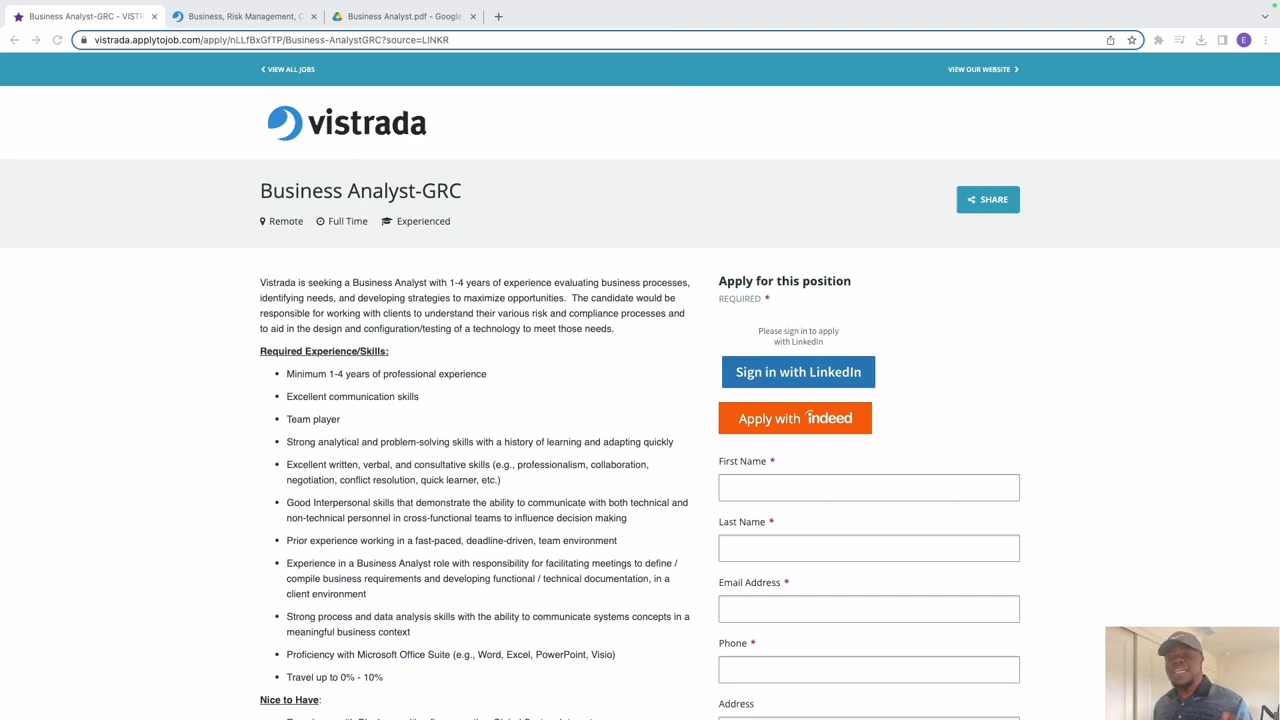 Business Analyst-GRC - VISTR
Business, Risk Management, C
Business Analyst.pdf - Google
vistrada.applytojob.com/apply/nLLfBxGfTP/Business-AnalystGRC?source=LINKR
E
VIEW ALL JOBS
VIEW OUR WEBSITE
vistrada
Business Analyst-GRC
Remote Full Time Experienced
SHARE
Vistrada is seeking a Business Analyst with 1-4 years of experience evaluating business processes,
identifying needs, and developing strategies to maximize opportunities. The candidate would be
responsible for working with clients to understand their various risk and compliance processes and
to aid in the design and configuration/testing of a technology to meet those needs.
Required Experience/Skills:
• Minimum 1-4 years of professional experience
• Excellent communication skills
• Team player
• Strong analytical and problem-solving skills with a history of learning and adapting quickly
• Excellent written, verbal, and consultative skills (e.g., professionalism, collaboration,
negotiation, conflict resolution, quick learner, etc.)
• Good Interpersonal skills that demonstrate the ability to communicate with both technical and
non-technical personnel in cross-functional teams to influence decision making
• Prior experience working in a fast-paced, deadline-driven, team environment
• Experience in a Business Analyst role with responsibility for facilitating meetings to define /
compile business requirements and developing functional / technical documentation, in a
client environment
• Strong process and data analysis skills with the ability to communicate systems concepts in a
meaningful business context
• Proficiency with Microsoft Office Suite (e.g., Word, Excel, PowerPoint, Visio)
• Travel up to 0% - 10%
Nice to Have:
Apply for this position
REQUIRED *
Please sign in to apply
with LinkedIn
Sign in with LinkedIn
Apply with indeed
First Name *
Last Name *
Email Address *
Phone *
Address